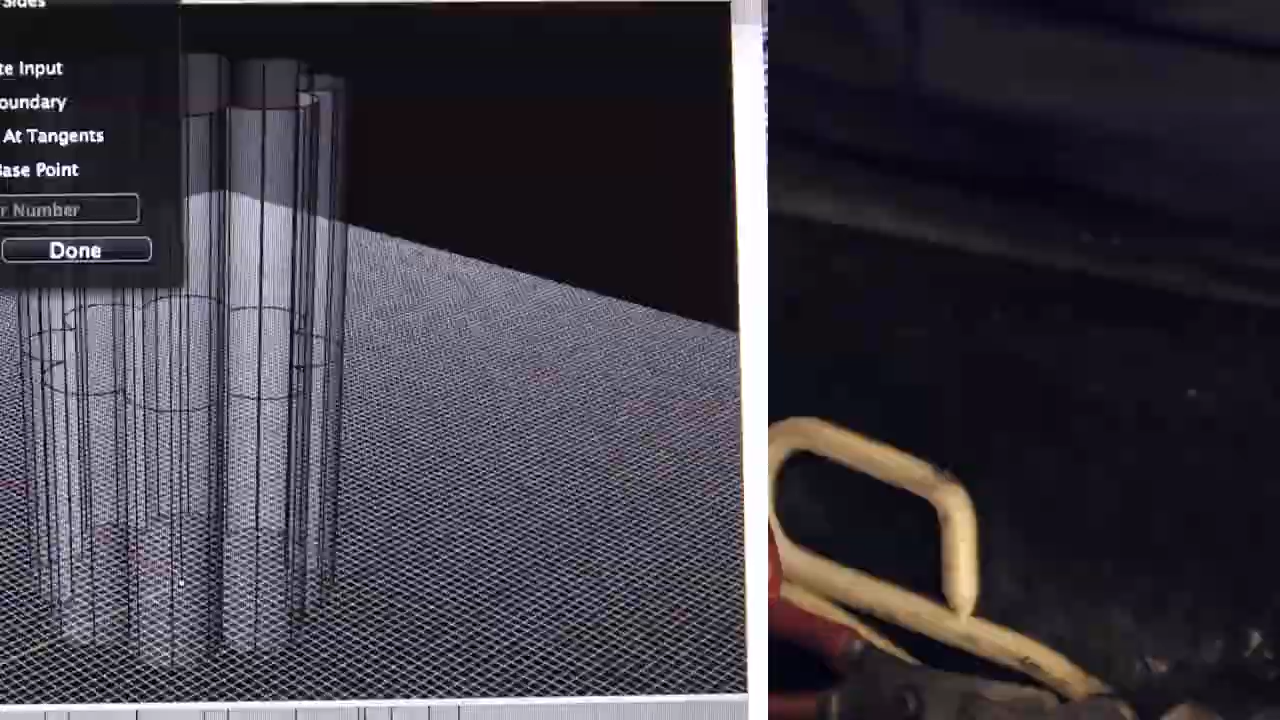 Sides
te Input
oundary
At Tangents
ase Point
r Number
Done